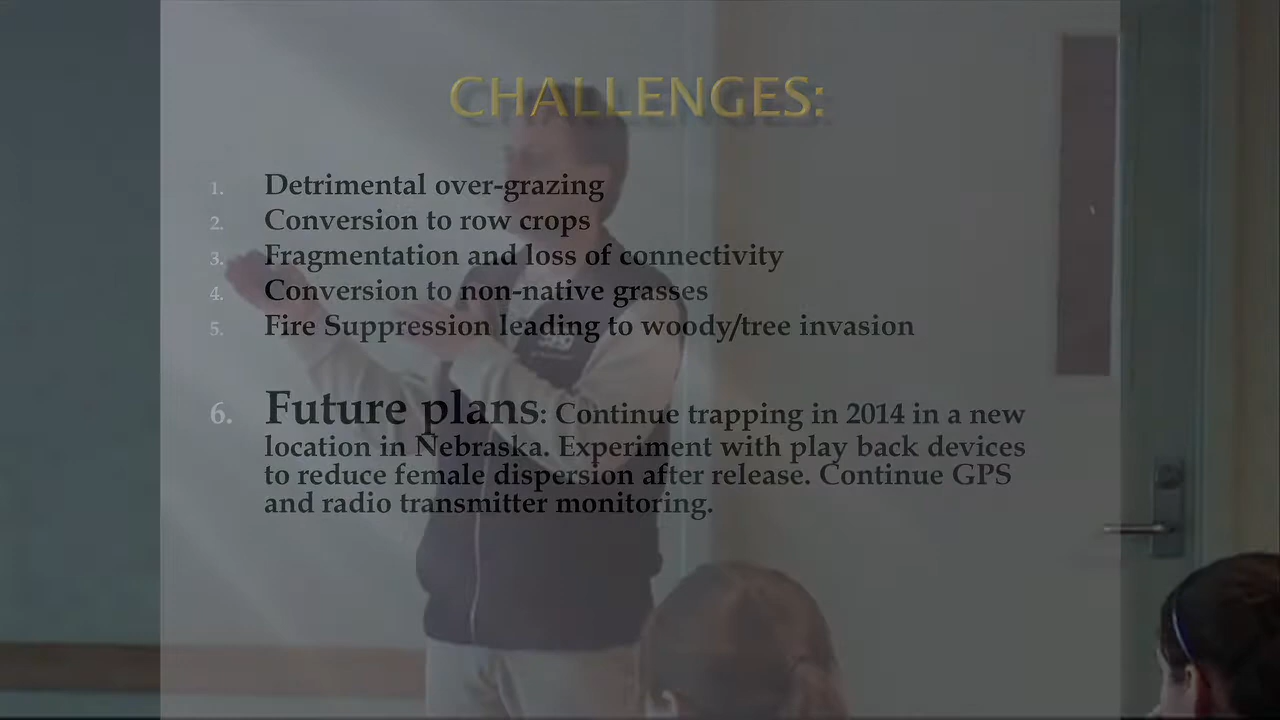 CHALLENGES:
1. Detrimental over-grazing
2. Conversion to row crops
3. Fragmentation and loss of connectivity
4. Conversion to non-native grasses
5. Fire Suppression leading to woody/tree invasion
6. Future plans: Continue trapping in 2014 in a new
location in Nebraska. Experiment with play back devices
to reduce female dispersion after release. Continue GPS
and radio transmitter monitoring.